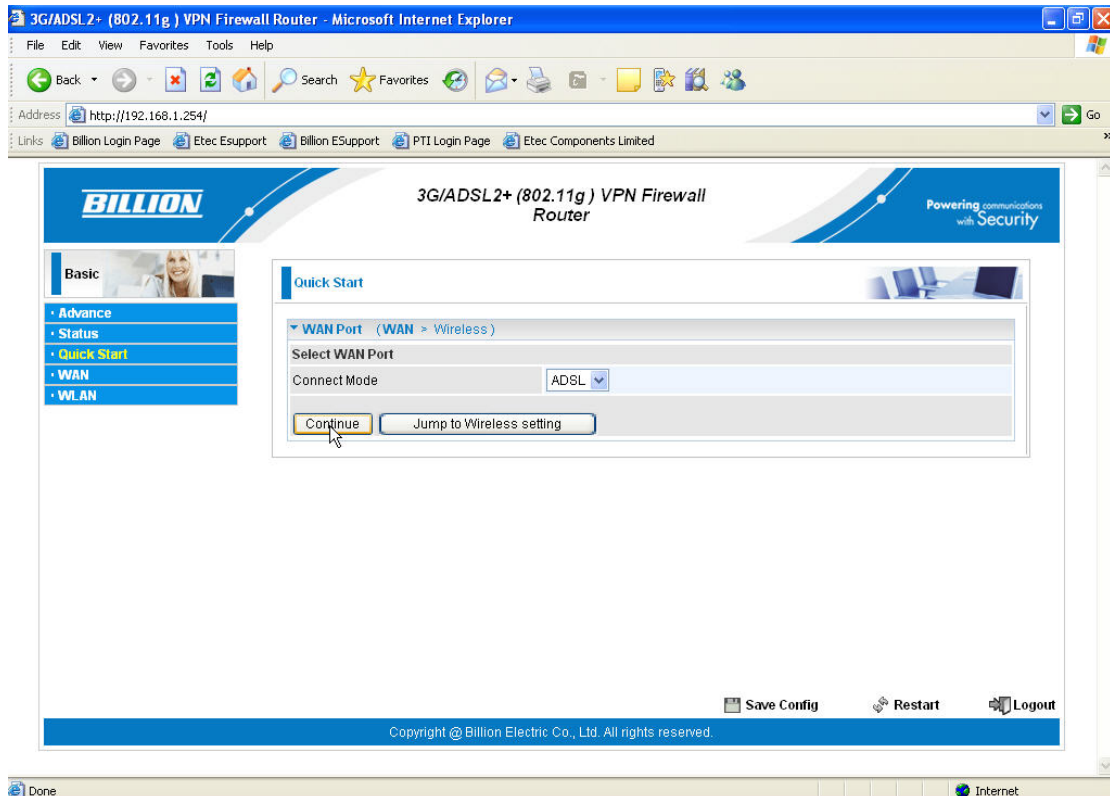 3G/ADSL2+ (802.11g ) VPN Firewall Router - Microsoft Internet Explorer
File Edit View Favorites Tools Help
Back Search Favorites
Address http://192.168.1.254/ Go
Links Billion Login Page Etec Esupport Billion ESupport PTI Login Page Etec Components Limited »
BILLION
3G/ADSL2+ (802.11g ) VPN Firewall
Router
Powering communications
with Security
Basic
Advance
Status
Quick Start
WAN
WLAN
Quick Start
WAN Port (WAN > Wireless)
Select WAN Port
Connect Mode ADSL
Continue Jump to Wireless setting
Save Config Restart Logout
Copyright @ Billion Electric Co., Ltd. All rights reserved.
Done Internet